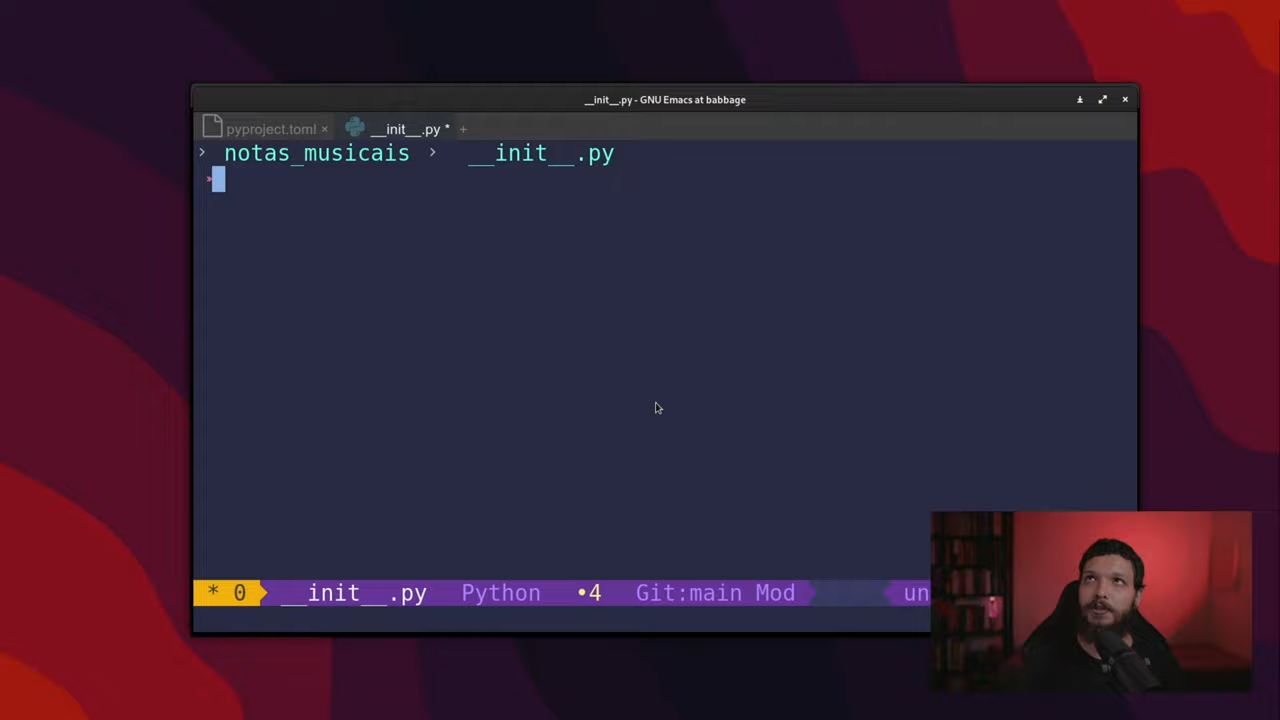 __init__.py - GNU Emacs at babbage
pyproject.toml × __init__.py * +
› notas_musicais › __init__.py
* 0 __init__.py Python •4 Git:main Mod un